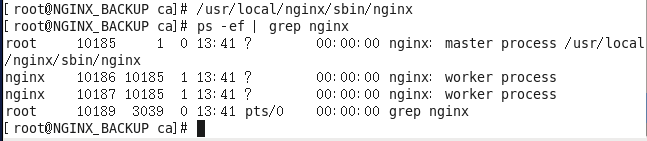 [root@NGINX_BACKUP ca]# /usr/local/nginx/sbin/nginx
[root@NGINX_BACKUP ca]# ps -ef | grep nginx
root     10185     1  0 13:41 ?        00:00:00 nginx: master process /usr/local
/nginx/sbin/nginx
nginx    10186 10185  1 13:41 ?        00:00:00 nginx: worker process
nginx    10187 10185  1 13:41 ?        00:00:00 nginx: worker process
root     10189  3039  0 13:41 pts/0    00:00:00 grep nginx
[root@NGINX_BACKUP ca]#